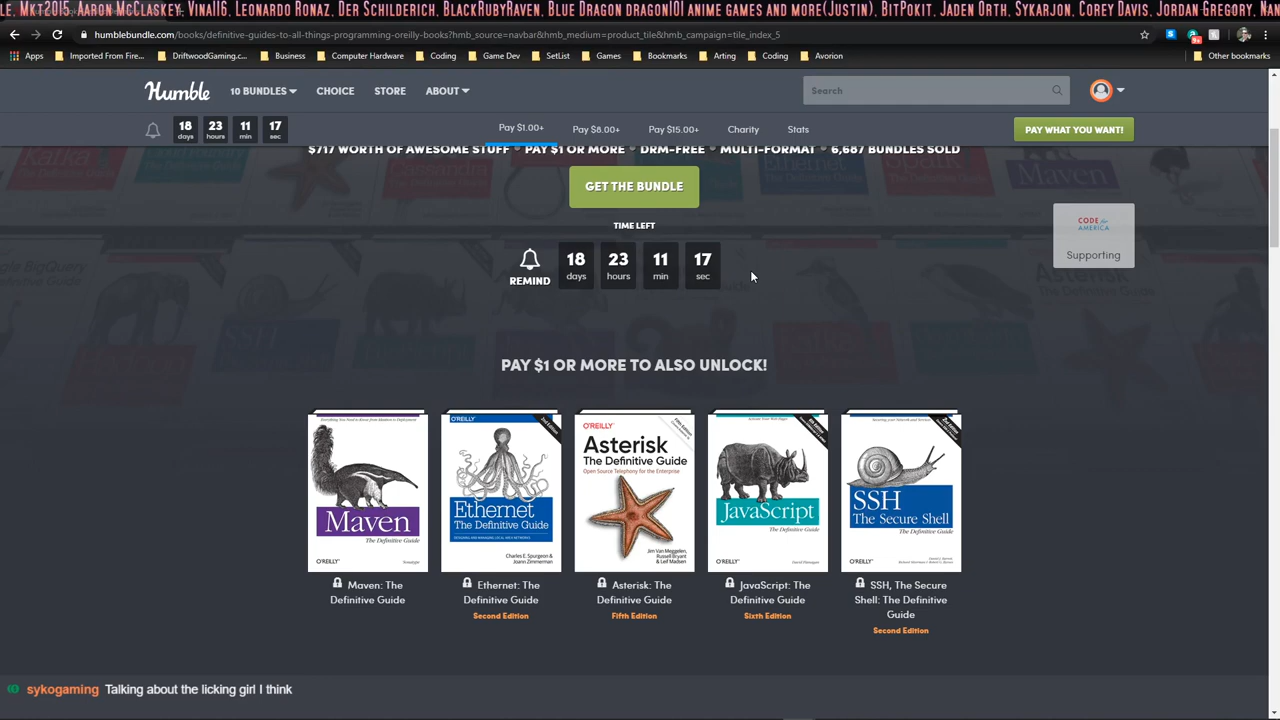 LE, MKT2015, AARON MCCLASKEY, VINA116, LEONARDO RONAZ, DER SCHILDERICH, BLACKRUBYRAVEN, BLUE DRAGON DRAGON101 ANIME GAMES AND MORE(JUSTIN), BITPOKIT, JADEN ORTH, SYKARJON, COREY DAVIS, JORDAN GREGORY, NAN
humblebundle.com/books/definitive-guides-to-all-things-programming-oreilly-books?hmb_source=navbar&hmb_medium=product_tile&hmb_campaign=tile_index_5
Apps Imported From Fire... DriftwoodGaming.c... Business Computer Hardware Coding Game Dev SetList Games Bookmarks Arting Coding Avorion Other bookmarks
Humble 10 BUNDLES CHOICE STORE ABOUT Search
18 days 23 hours 11 min 17 sec
Pay $1.00+ Pay $8.00+ Pay $15.00+ Charity Stats
PAY WHAT YOU WANT!
$717 WORTH OF AWESOME STUFF • PAY $1 OR MORE • DRM-FREE • MULTI-FORMAT • 6,687 BUNDLES SOLD
GET THE BUNDLE
TIME LEFT
REMIND
18 days 23 hours 11 min 17 sec
CODE for AMERICA
Supporting
PAY $1 OR MORE TO ALSO UNLOCK!
Maven
The Definitive Guide
O'REILLY
O'REILLY
2nd Edition
Ethernet
The Definitive Guide
Charles E. Spurgeon &
Joann Zimmerman
O'REILLY
Asterisk
The Definitive Guide
Open Source Telephony for the Enterprise
Jim Van Meggelen,
Russell Bryant
& Leif Madsen
JavaScript
The Definitive Guide
O'REILLY
David Flanagan
SSH
The Secure Shell
The Definitive Guide
O'REILLY
Maven: The
Definitive Guide
Ethernet: The
Definitive Guide
Second Edition
Asterisk: The
Definitive Guide
Fifth Edition
JavaScript: The
Definitive Guide
Sixth Edition
SSH, The Secure
Shell: The Definitive
Guide
Second Edition
sykogaming Talking about the licking girl I think